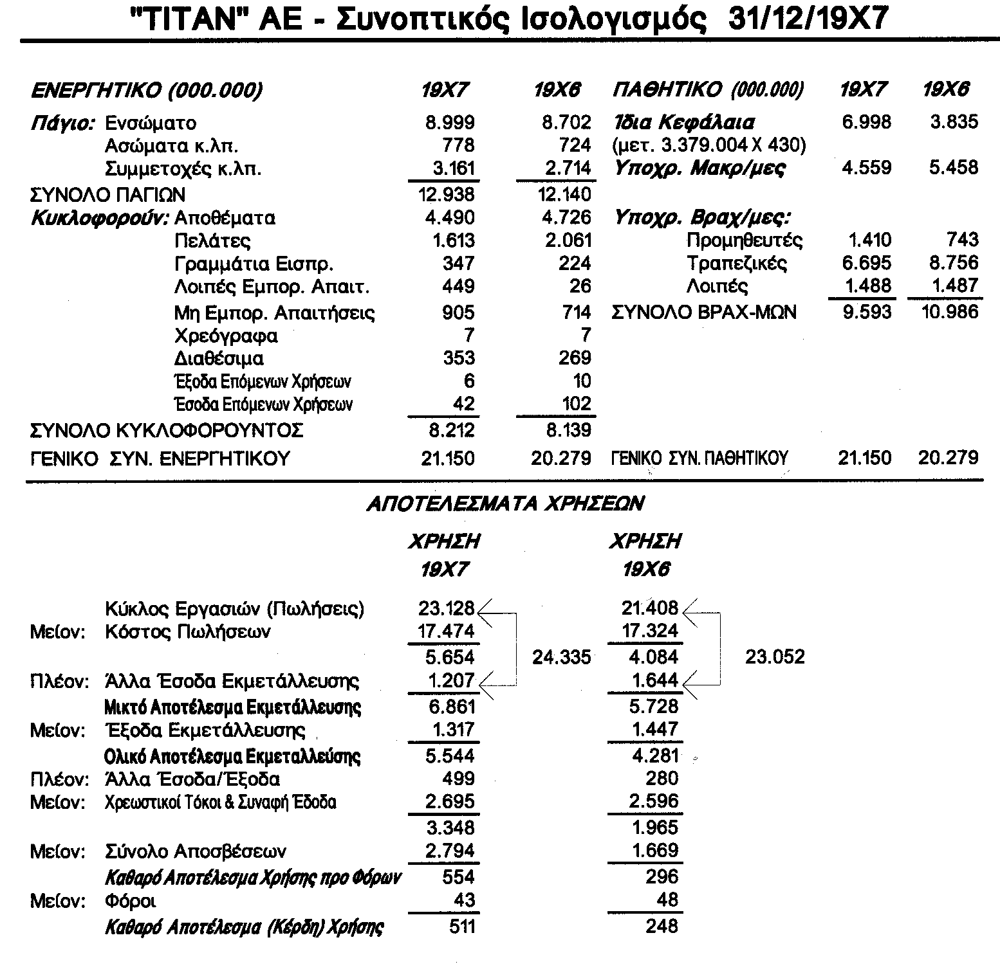 "ΤΙΤΑΝ" ΑΕ - Συνοπτικός Ισολογισμός 31/12/19Χ7
ΕΝΕΡΓΗΤΙΚΟ (000.000) 19Χ7 19Χ6 ΠΑΘΗΤΙΚΟ (000.000) 19Χ7 19Χ6
Πάγιο: Ενσώματο 8.999 8.702 Ίδια Κεφάλαια 6.998 3.835
Ασώματα κ.λπ. 778 724 (μετ. 3.379.004 Χ 430)
Συμμετοχές κ.λπ. 3.161 2.714 Υποχρ. Μακρ/μες 4.559 5.458
ΣΥΝΟΛΟ ΠΑΓΙΩΝ 12.938 12.140
Κυκλοφορούν: Αποθέματα 4.490 4.726 Υποχρ. Βραχ/μες:
Πελάτες 1.613 2.061 Προμηθευτές 1.410 743
Γραμμάτια Εισπρ. 347 224 Τραπεζικές 6.695 8.756
Λοιπές Εμπορ. Απαιτ. 449 26 Λοιπές 1.488 1.487
Μη Εμπορ. Απαιτήσεις 905 714 ΣΥΝΟΛΟ ΒΡΑΧ-ΜΩΝ 9.593 10.986
Χρεόγραφα 7 7
Διαθέσιμα 353 269
Έξοδα Επόμενων Χρήσεων 6 10
Έσοδα Επόμενων Χρήσεων 42 102
ΣΥΝΟΛΟ ΚΥΚΛΟΦΟΡΟΥΝΤΟΣ 8.212 8.139
ΓΕΝΙΚΟ ΣΥΝ. ΕΝΕΡΓΗΤΙΚΟΥ 21.150 20.279 ΓΕΝΙΚΟ ΣΥΝ. ΠΑΘΗΤΙΚΟΥ 21.150 20.279
ΑΠΟΤΕΛΕΣΜΑΤΑ ΧΡΗΣΕΩΝ
ΧΡΗΣΗ ΧΡΗΣΗ
19Χ7 19Χ6
Κύκλος Εργασιών (Πωλήσεις) 23.128 21.408
Μείον: Κόστος Πωλήσεων 17.474 17.324
5.654 24.335 4.084 23.052
Πλέον: Άλλα Έσοδα Εκμετάλλευσης 1.207 1.644
Μικτό Αποτέλεσμα Εκμετάλλευσης 6.861 5.728
Μείον: Έξοδα Εκμετάλλευσης 1.317 1.447
Ολικό Αποτέλεσμα Εκμεταλλεύσης 5.544 4.281
Πλέον: Άλλα Έσοδα/Έξοδα 499 280
Μείον: Χρεωστικοί Τόκοι & Συναφή Έδοδα 2.695 2.596
3.348 1.965
Μείον: Σύνολο Αποσβέσεων 2.794 1.669
Καθαρό Αποτέλεσμα Χρήσης προ Φόρων 554 296
Μείον: Φόροι 43 48
Καθαρό Αποτέλεσμα (Κέρδη) Χρήσης 511 248